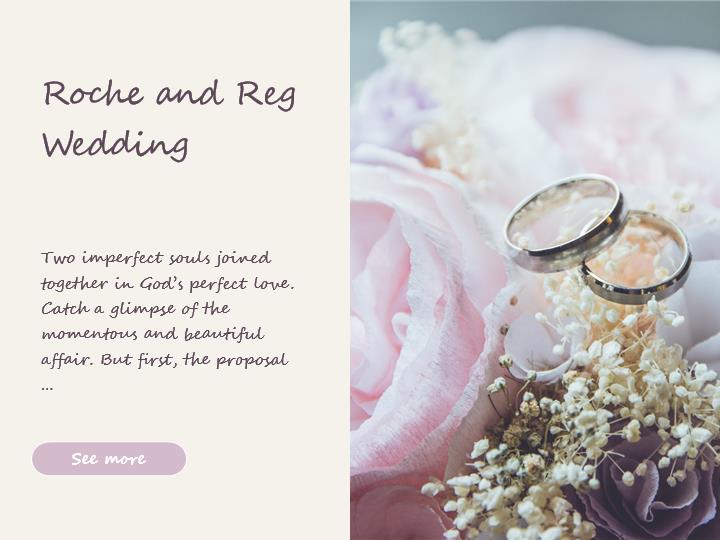 Roche and Reg
Wedding
Two imperfect souls joined
together in God's perfect love.
Catch a glimpse of the
momentous and beautiful
affair. But first, the proposal
...
See more